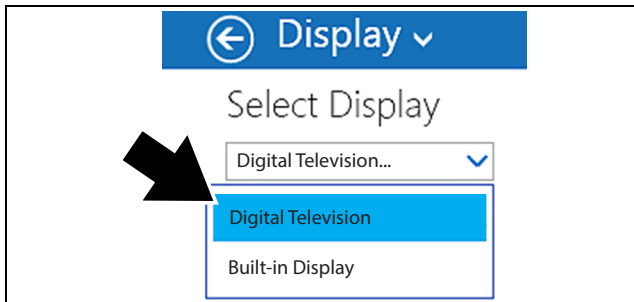 Display
Select Display
Digital Television...
Digital Television
Built-in Display